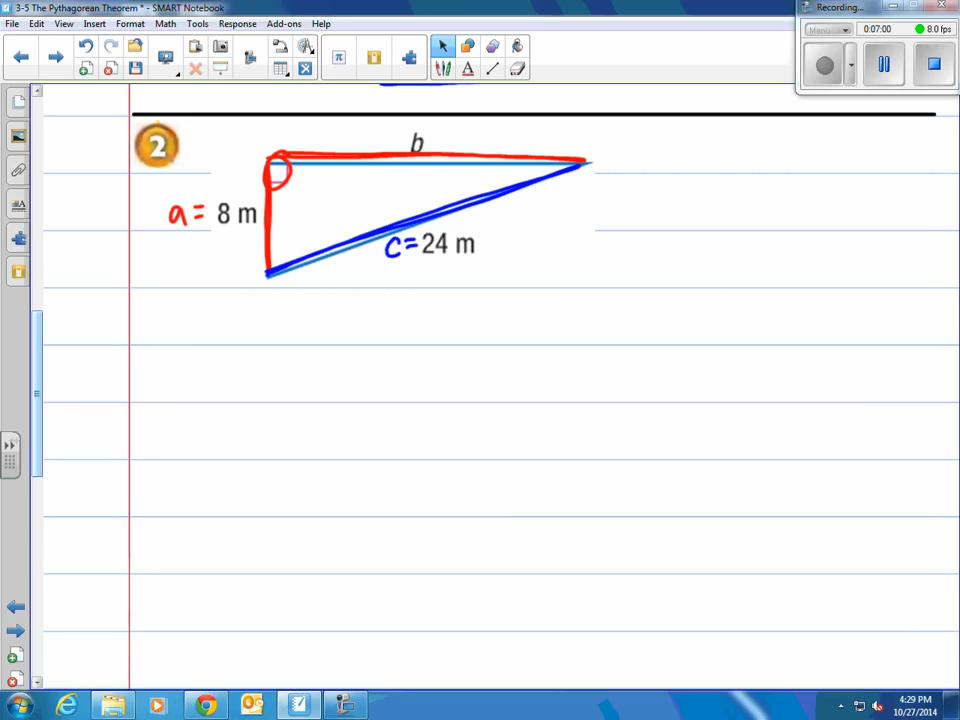 3-5 The Pythagorean Theorem * - SMART Notebook
File Edit View Insert Format Math Tools Response Add-ons Help
Recording...
Menu
0:07:00
8.0 fps
2
b
a = 8 m
c = 24 m
4:29 PM
10/27/2014